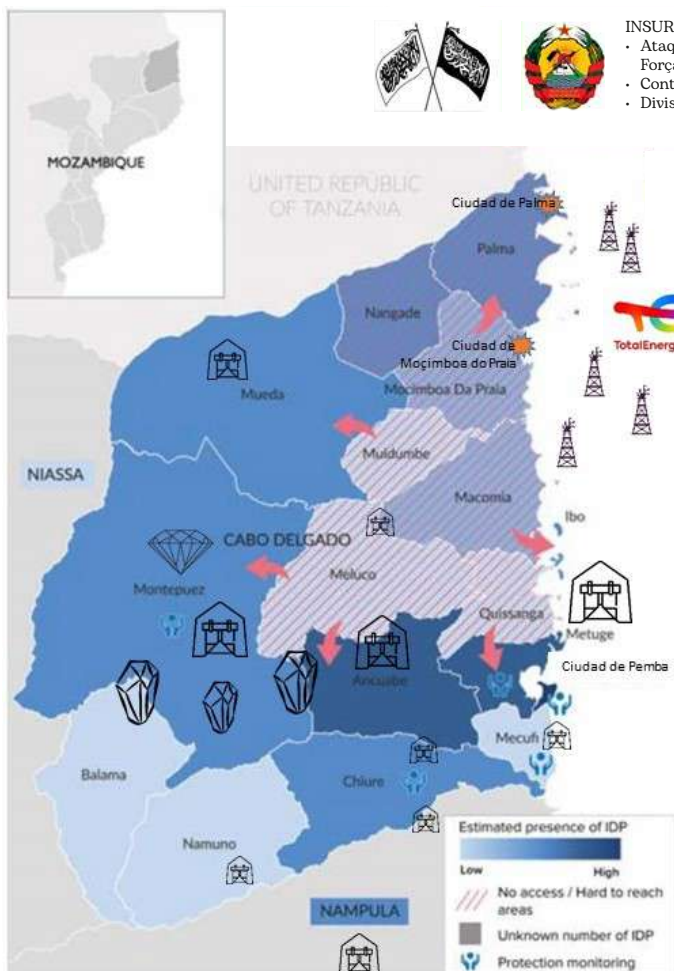 INSUR
• Ataq
Força
• Cont
• Divis
MOZAMBIQUE
UNITED REPUBLIC
OF TANZANIA
Ciudad de Palma
Palma
Nangade
TotalEnerg
Ciudad de
Moçimboa do Praia
Mocimboa Da Praia
Mueda
Muidumbe
NIASSA
Macomia
Ibo
CABO DELGADO
Meluco
Montepuez
Quissanga
Metuge
Ciudad de Pemba
Ancuabe
Mecufi
Balama
Chiure
Namuno
NAMPULA
Estimated presence of IDP
Low High
No access / Hard to reach
areas
Unknown number of IDP
Protection monitoring